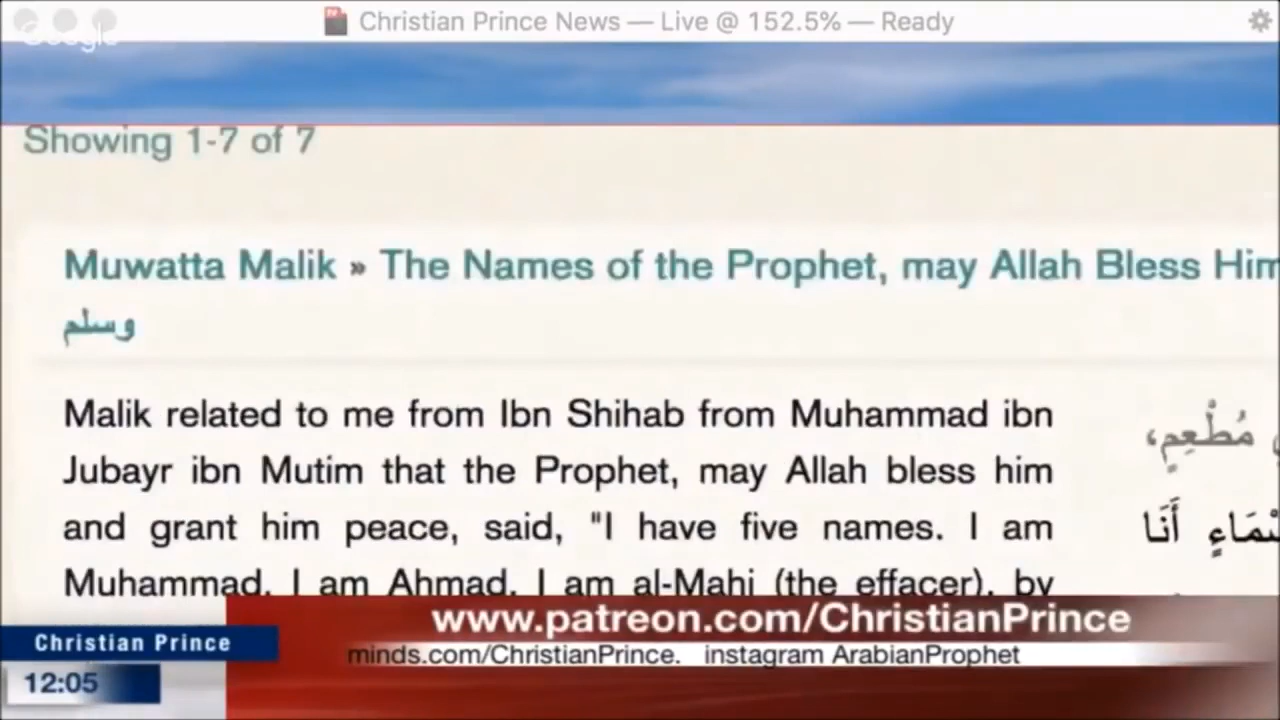 Christian Prince News — Live @ 152.5% — Ready
Google
Showing 1-7 of 7
Muwatta Malik » The Names of the Prophet, may Allah Bless Him
وسلم
Malik related to me from Ibn Shihab from Muhammad ibn
مُطْعِمٍ،
Jubayr ibn Mutim that the Prophet, may Allah bless him
and grant him peace, said, "I have five names. I am
أَنَا
Muhammad. I am Ahmad. I am al-Mahi (the effacer), by
www.patreon.com/ChristianPrince
Christian Prince
minds.com/ChristianPrince. instagram ArabianProphet
12:05